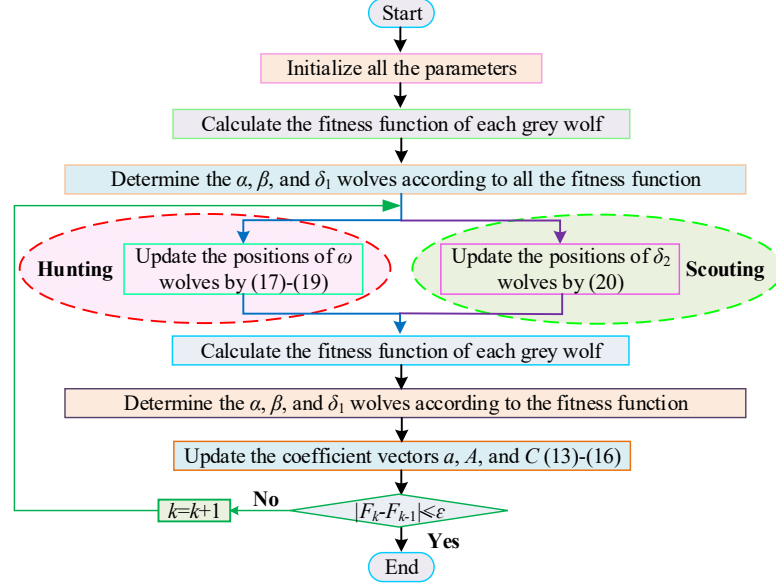 Start
Initialize all the parameters
Calculate the fitness function of each grey wolf
Determine the α, β, and δ₁ wolves according to all the fitness function
Hunting
Update the positions of ω
wolves by (17)-(19)
Update the positions of δ₂
wolves by (20)
Scouting
Calculate the fitness function of each grey wolf
Determine the α, β, and δ₁ wolves according to the fitness function
Update the coefficient vectors a, A, and C (13)-(16)
k=k+1
No
|Fₖ-Fₖ₋₁|⩽ε
Yes
End